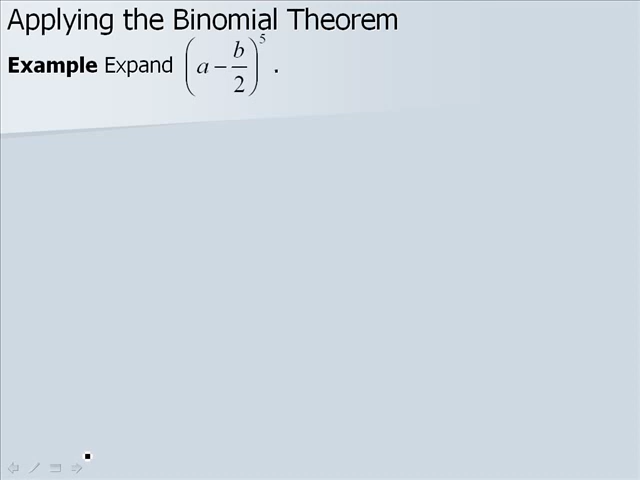 Applying the Binomial Theorem
Example Expand (a − b/2)^5 .